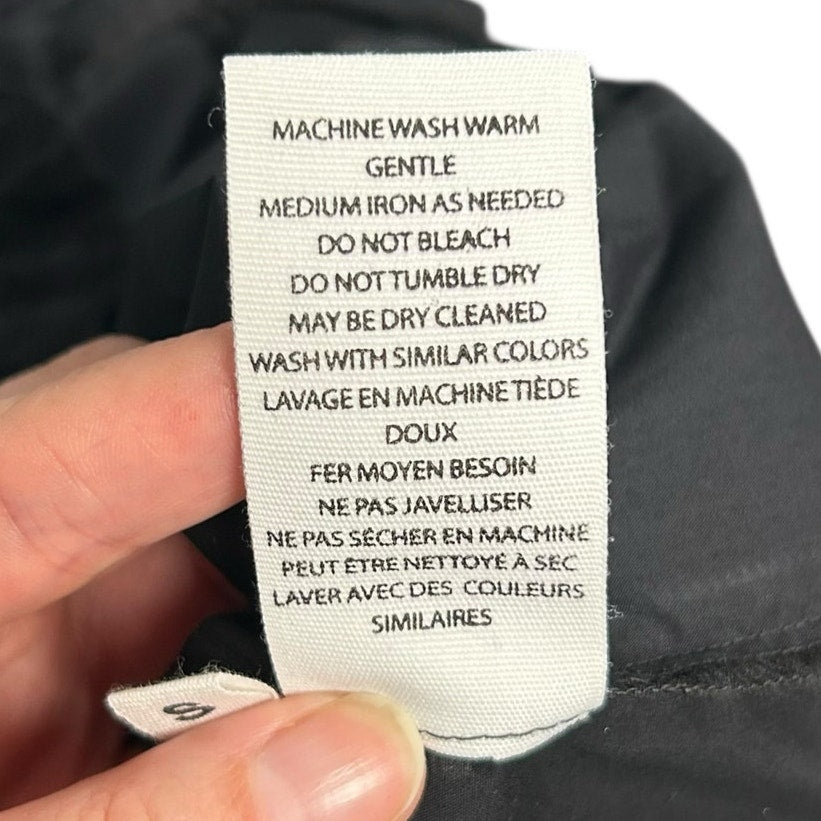 MACHINE WASH WARM
GENTLE
MEDIUM IRON AS NEEDED
DO NOT BLEACH
DO NOT TUMBLE DRY
MAY BE DRY CLEANED
WASH WITH SIMILAR COLORS
LAVAGE EN MACHINE TIÈDE
DOUX
FER MOYEN BESOIN
NE PAS JAVELLISER
NE PAS SÉCHER EN MACHINE
PEUT ÊTRE NETTOYÉ À SEC
LAVER AVEC DES COULEURS
SIMILAIRES
S